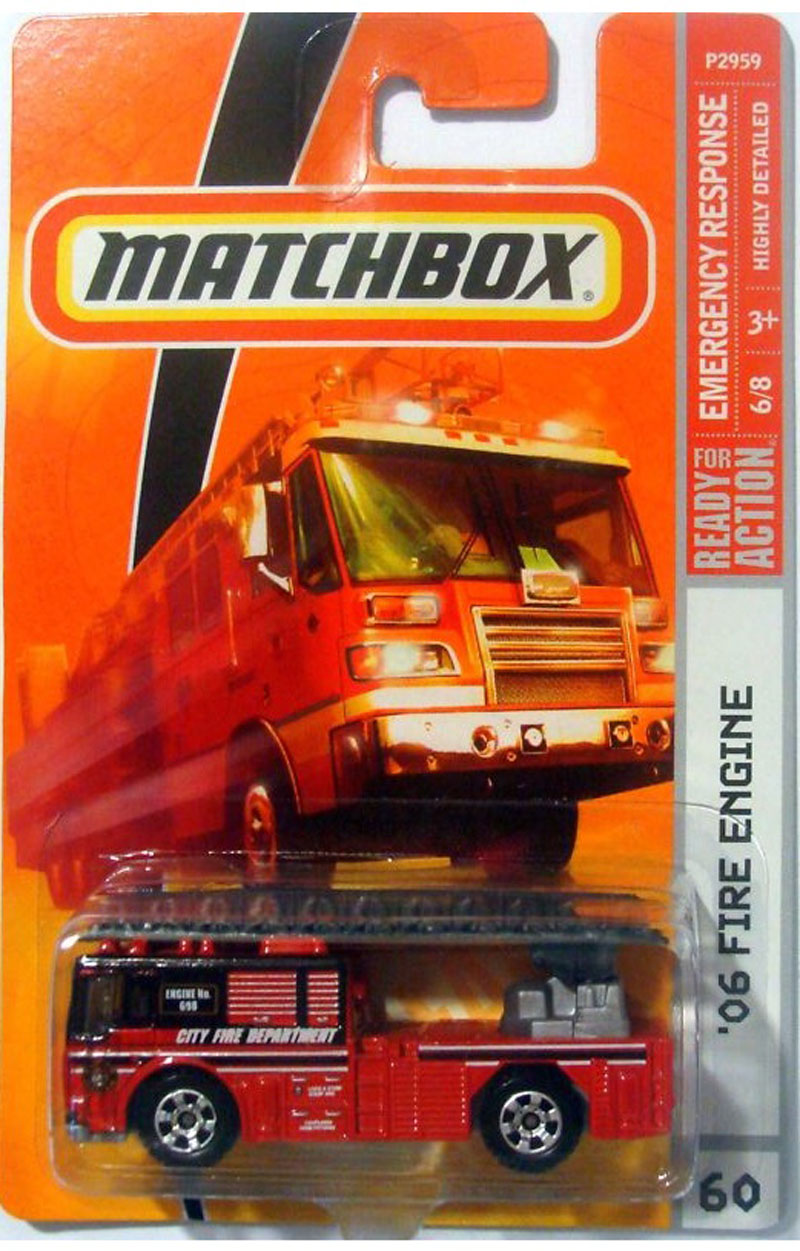 MATCHBOX®
P2959
EMERGENCY RESPONSE
HIGHLY DETAILED
3+
6/8
READY FOR
ACTION
'06 FIRE ENGINE
60
ENGINE No.
698
CITY FIRE DEPARTMENT